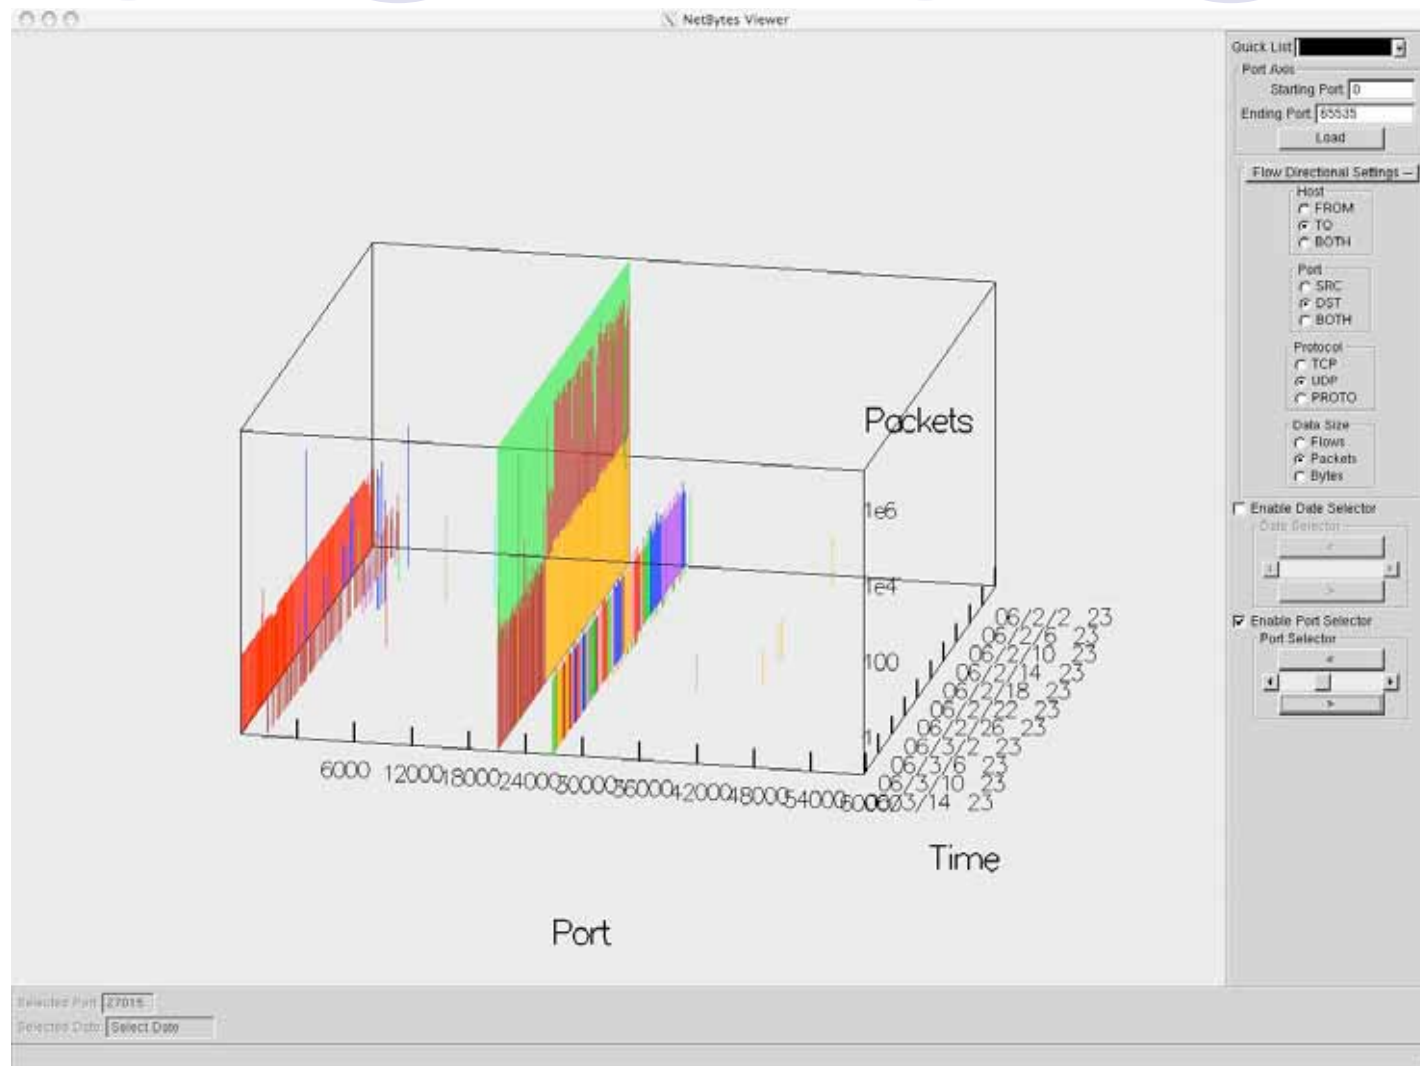 NetBytes Viewer
Quick List
Port Axis
Starting Port 0
Ending Port 65535
Load
Flow Directional Settings
Host
FROM
TO
BOTH
Port
SRC
DST
BOTH
Protocol
TCP
UDP
PROTO
Data Size
Flows
Packets
Bytes
Enable Date Selector
Date Selector
<
>
Enable Port Selector
Port Selector
<
>
Packets
1e6
1e4
100
1
06/2/2 23
06/2/6 23
06/2/10 23
06/2/14 23
06/2/18 23
06/2/22 23
06/2/26 23
06/3/2 23
06/3/6 23
06/3/10 23
06/3/14 23
6000 12000 18000 24000 30000 36000 42000 48000 54000 60000
Time
Port
Selected Port 27015
Selected Date Select Date